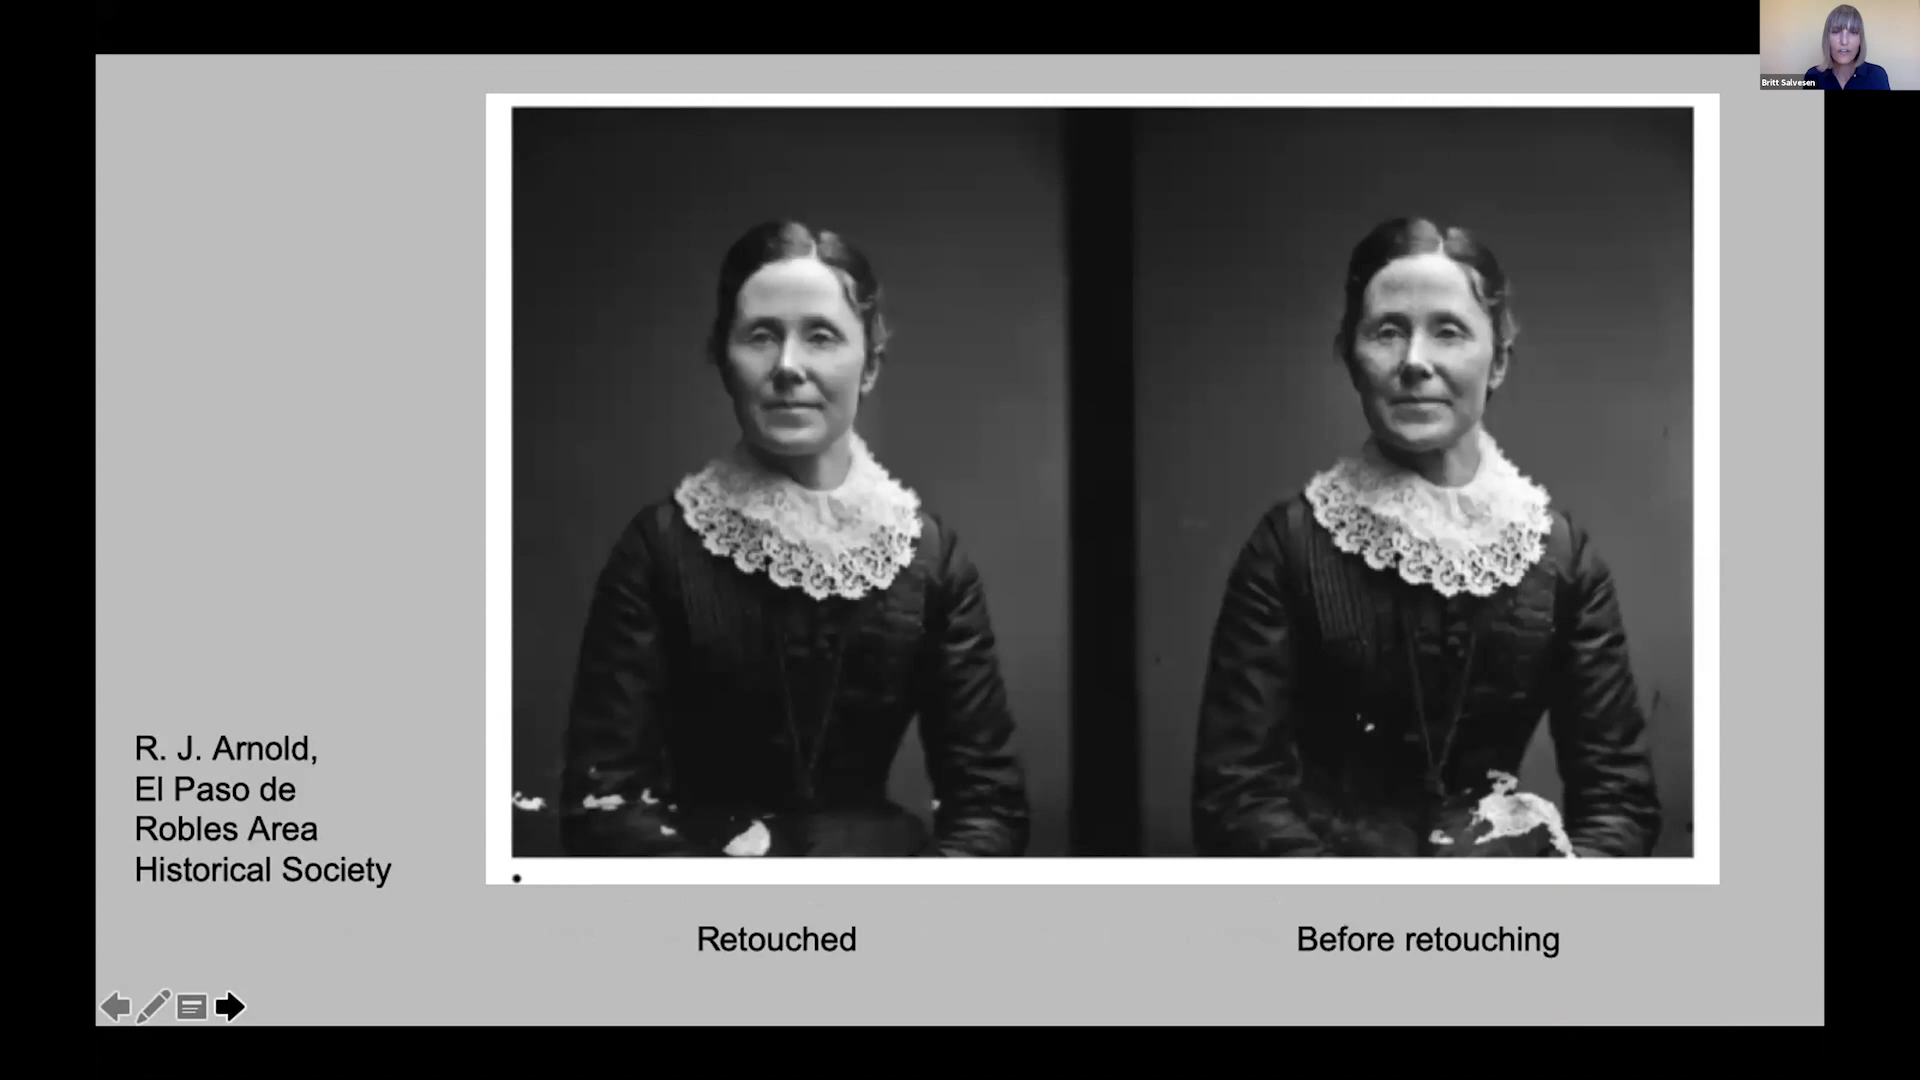 Britt Salvesen
R. J. Arnold,
El Paso de
Robles Area
Historical Society
Retouched
Before retouching